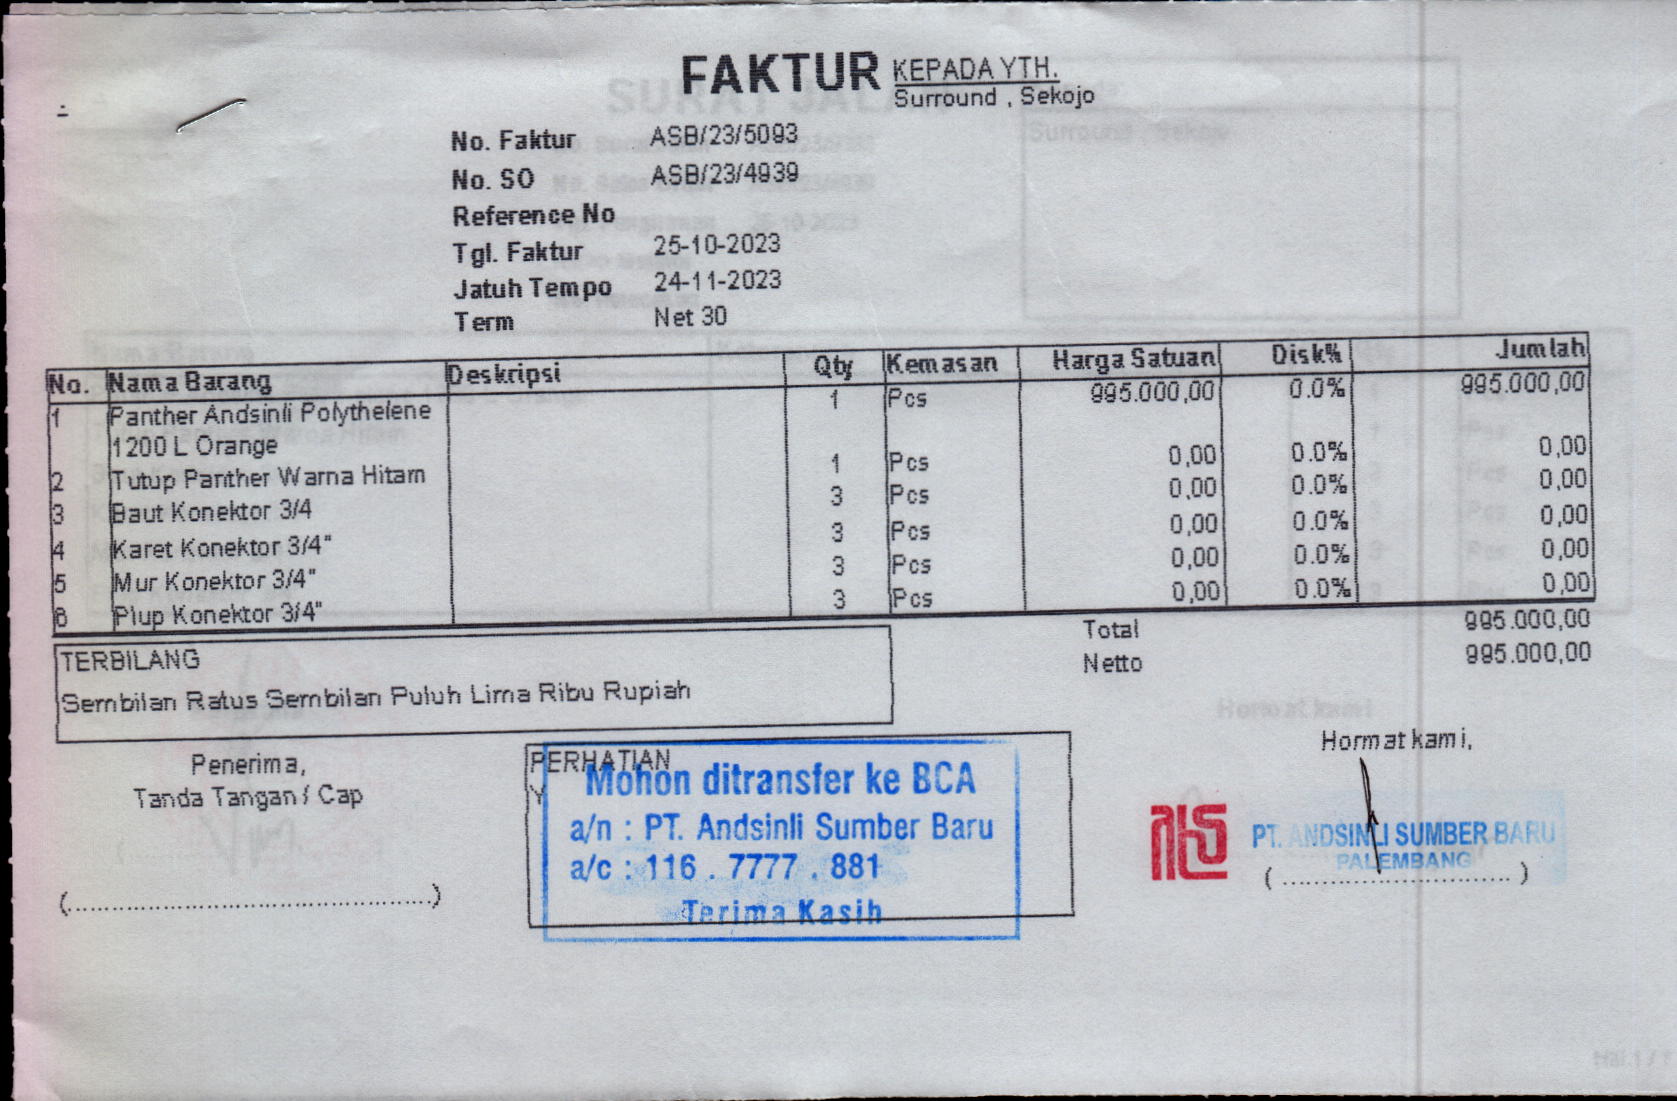 FAKTUR
KEPADA YTH.
Surround , Sekojo
No. Faktur ASB/23/5093
No. SO ASB/23/4939
Reference No
Tgl. Faktur 25-10-2023
Jatuh Tempo 24-11-2023
Term Net 30
No. Nama Barang Deskripsi Qty Kemasan Harga Satuan Disk% Jumlah
1 Panther Andsinli Polythelene 1 Pcs 995.000,00 0.0% 995.000,00
1200 L Orange
2 Tutup Panther Warna Hitam 1 Pcs 0,00 0.0% 0,00
3 Baut Konektor 3/4 3 Pcs 0,00 0.0% 0,00
4 Karet Konektor 3/4" 3 Pcs 0,00 0.0% 0,00
5 Mur Konektor 3/4" 3 Pcs 0,00 0.0% 0,00
6 Plup Konektor 3/4" 3 Pcs 0,00 0.0% 0,00
Total 995.000,00
Netto 995.000,00
TERBILANG
Sembilan Ratus Sembilan Puluh Lima Ribu Rupiah
Penerima,
Tanda Tangan / Cap
(............................................)
PERHATIAN
Y
Mohon ditransfer ke BCA
a/n : PT. Andsinli Sumber Baru
a/c : 116 . 7777 . 881
Terima Kasih
Hormat kami,
PT. ANDSINLI SUMBER BARU
PALEMBANG
(................................)